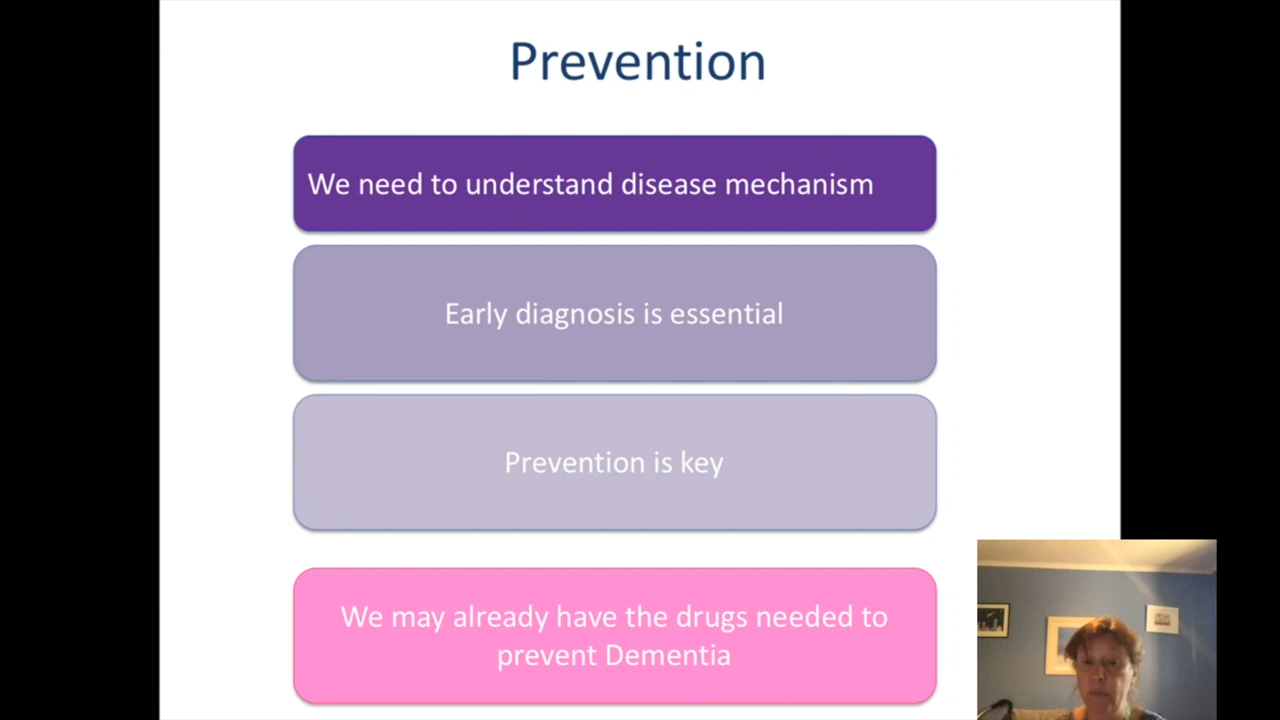 Prevention
We need to understand disease mechanism
Early diagnosis is essential
Prevention is key
We may already have the drugs needed to
prevent Dementia